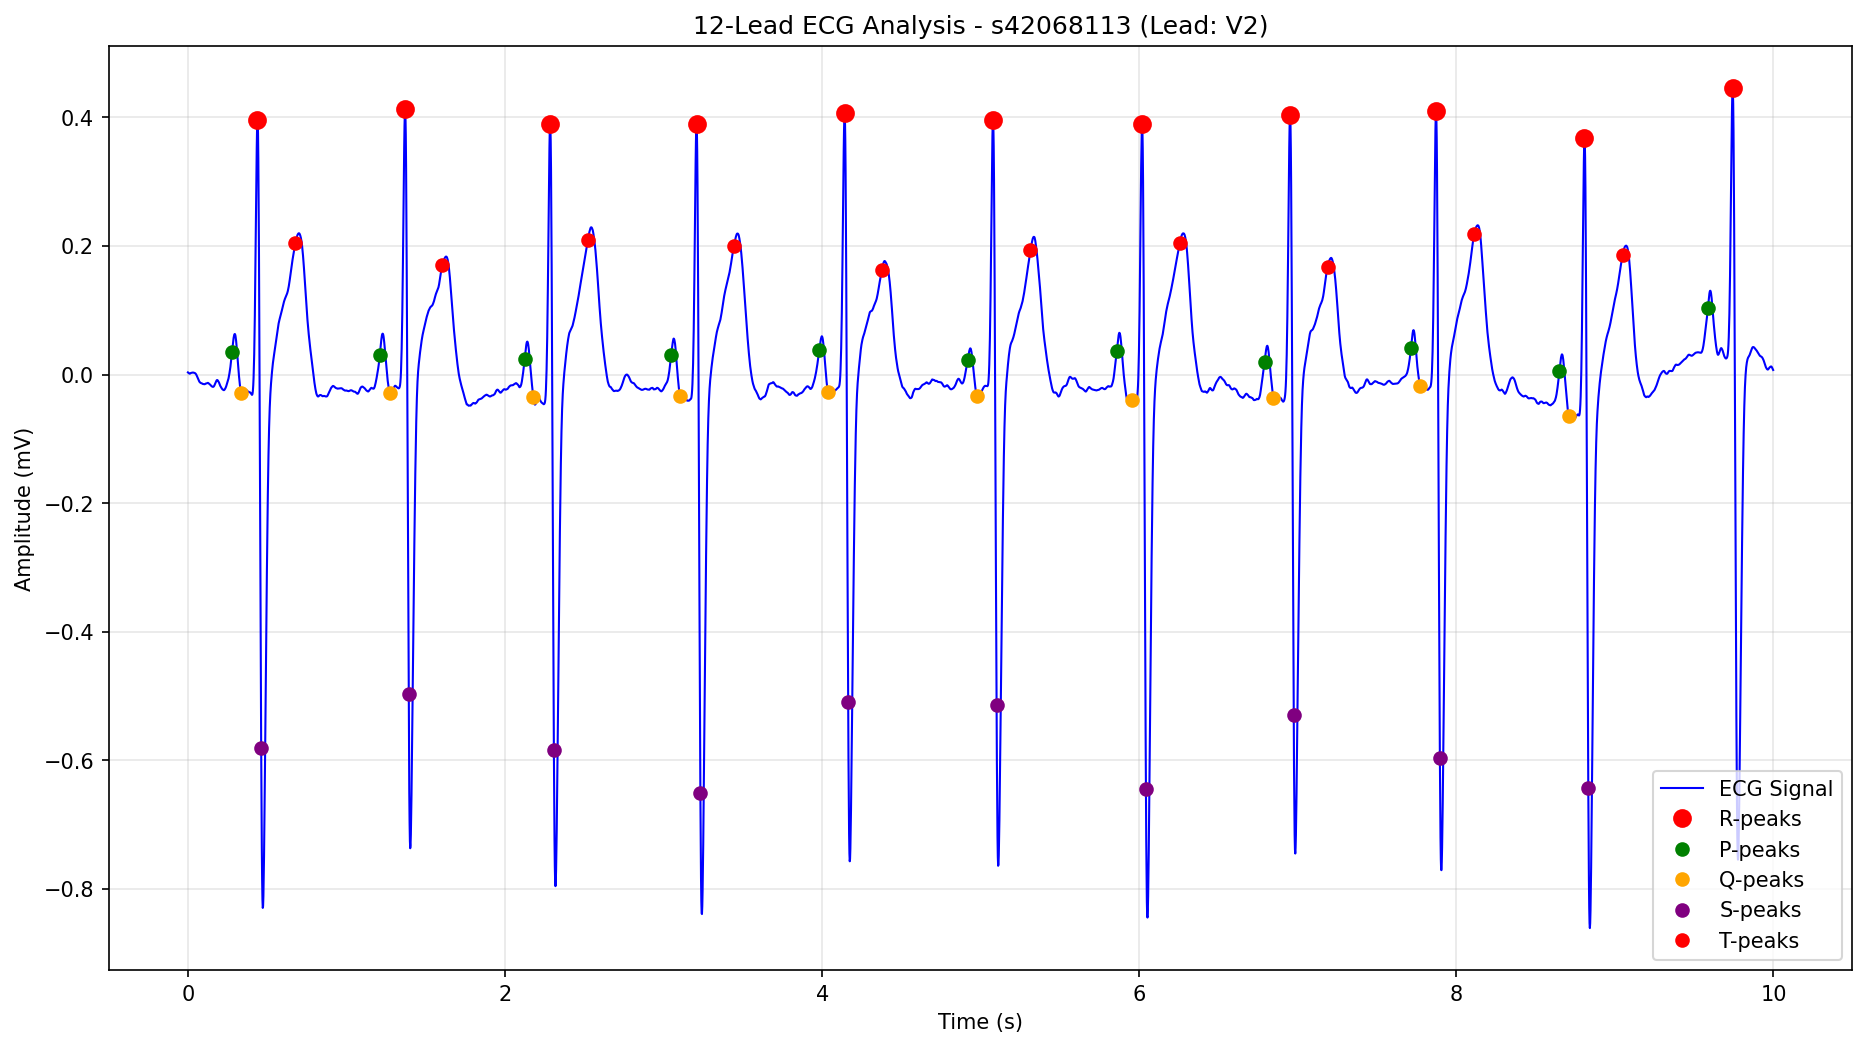 12-Lead ECG Analysis - s42068113 (Lead: V2)
Amplitude (mV)
0.4
0.2
0.0
−0.2
−0.4
−0.6
−0.8
0 2 4 6 8 10
Time (s)
ECG Signal
R-peaks
P-peaks
Q-peaks
S-peaks
T-peaks